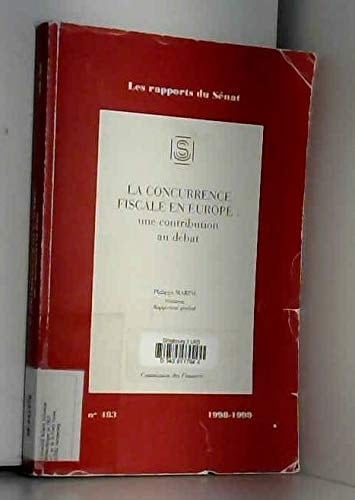 Les rapports du Sénat
S
LA CONCURRENCE
FISCALE EN EUROPE :
une contribution
au débat
Philippe MARINI,
Sénateur,
Rapporteur général
Commission des Finances
n° 483
1998-1999